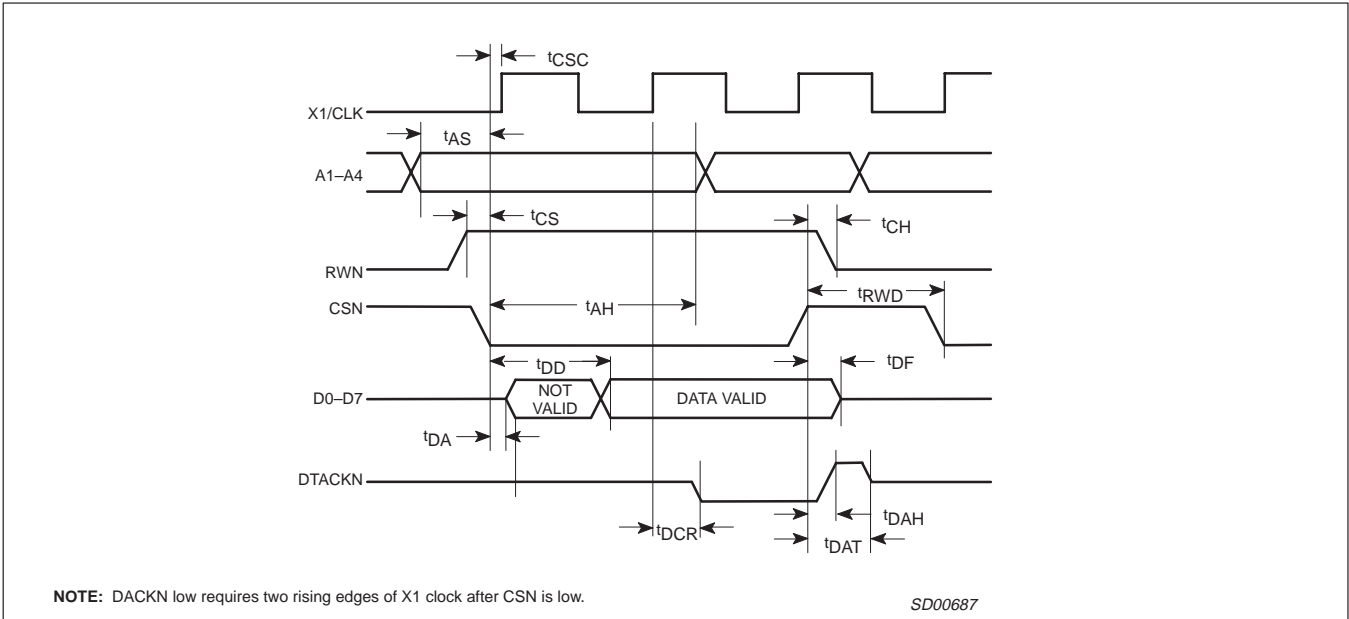 tCSC
X1/CLK
tAS
A1–A4
tCS
tCH
RWN
tRWD
CSN
tAH
tDD
tDF
D0–D7
NOT
VALID
DATA VALID
tDA
DTACKN
tDAH
tDCR
tDAT
NOTE: DACKN low requires two rising edges of X1 clock after CSN is low.
SD00687